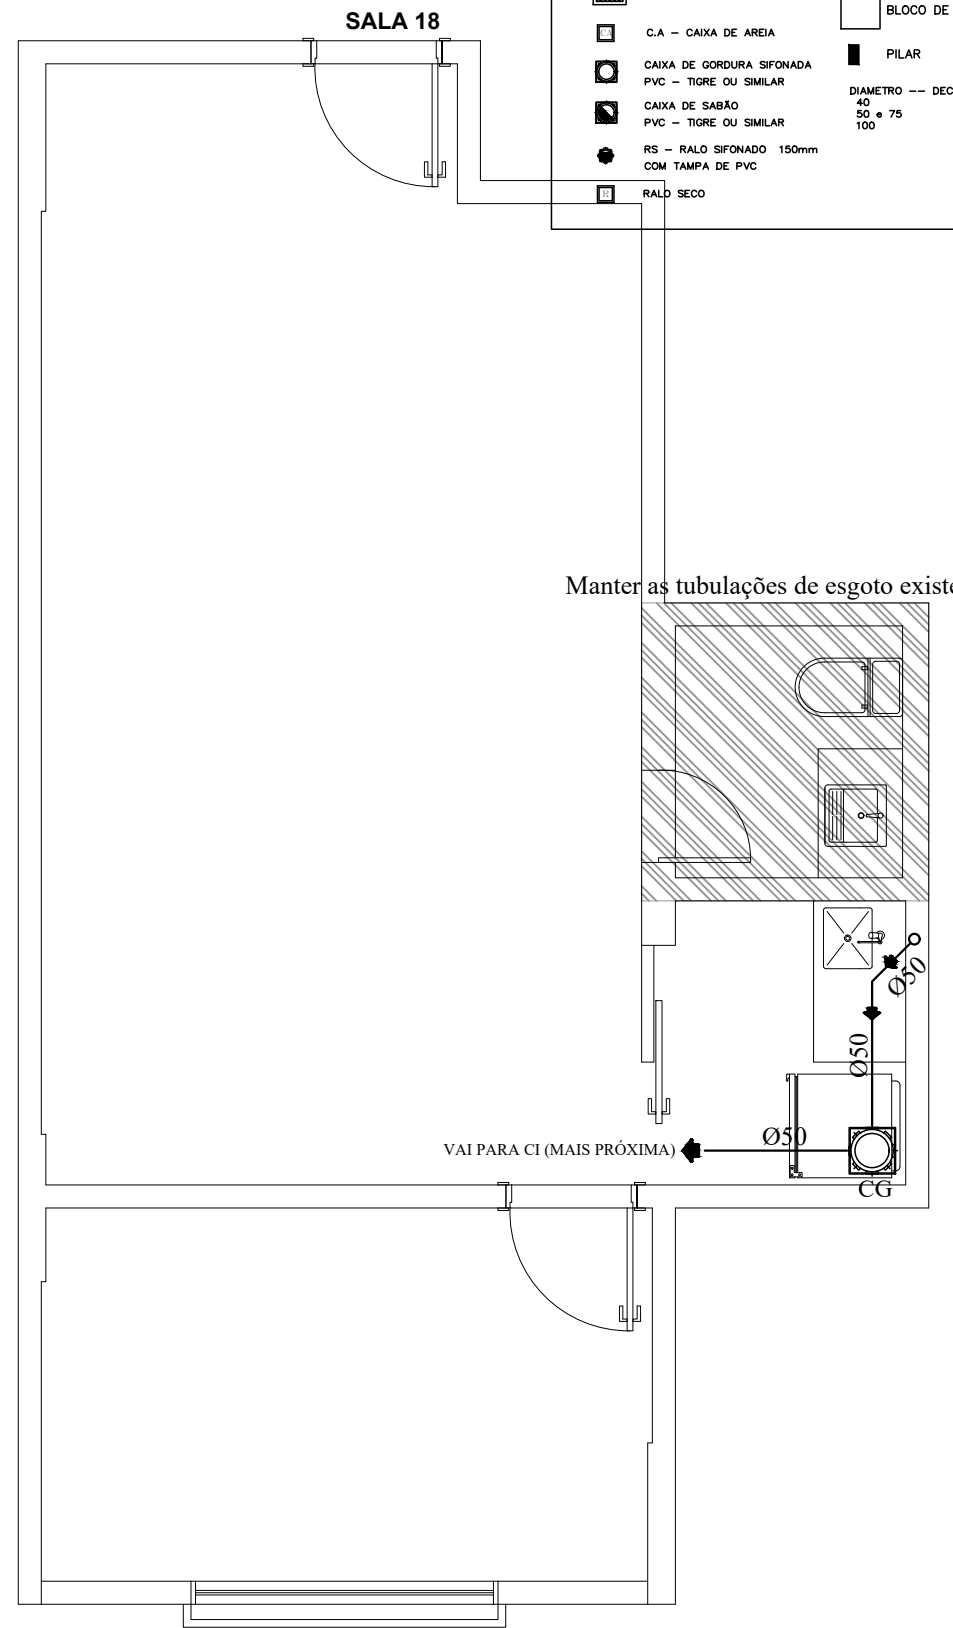 SALA 18
BLOCO DE
CA
C.A – CAIXA DE AREIA
PILAR
CAIXA DE GORDURA SIFONADA
PVC – TIGRE OU SIMILAR
DIAMETRO –– DEC
40
50 e 75
100
CAIXA DE SABÃO
PVC – TIGRE OU SIMILAR
RS – RALO SIFONADO 150mm
COM TAMPA DE PVC
R
RALO SECO
Manter as tubulações de esgoto existe
Ø50
Ø50
Ø50
VAI PARA CI (MAIS PRÓXIMA)
CG